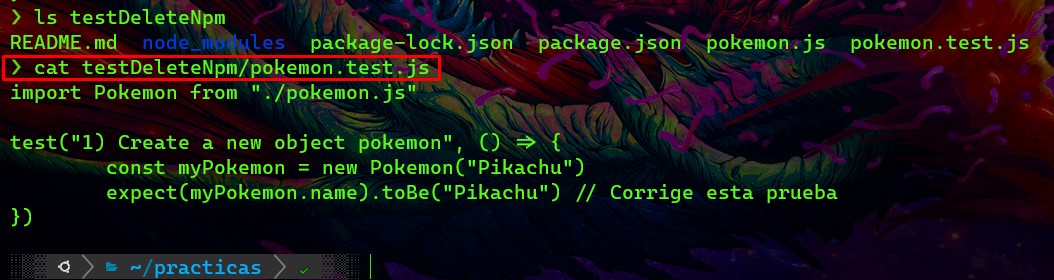 ❯ ls testDeleteNpm
README.md  node_modules  package-lock.json  package.json  pokemon.js  pokemon.test.js
❯ cat testDeleteNpm/pokemon.test.js
import Pokemon from "./pokemon.js"

test("1) Create a new object pokemon", () => {
        const myPokemon = new Pokemon("Pikachu")
        expect(myPokemon.name).toBe("Pikachu") // Corrige esta prueba
})

~/practicas